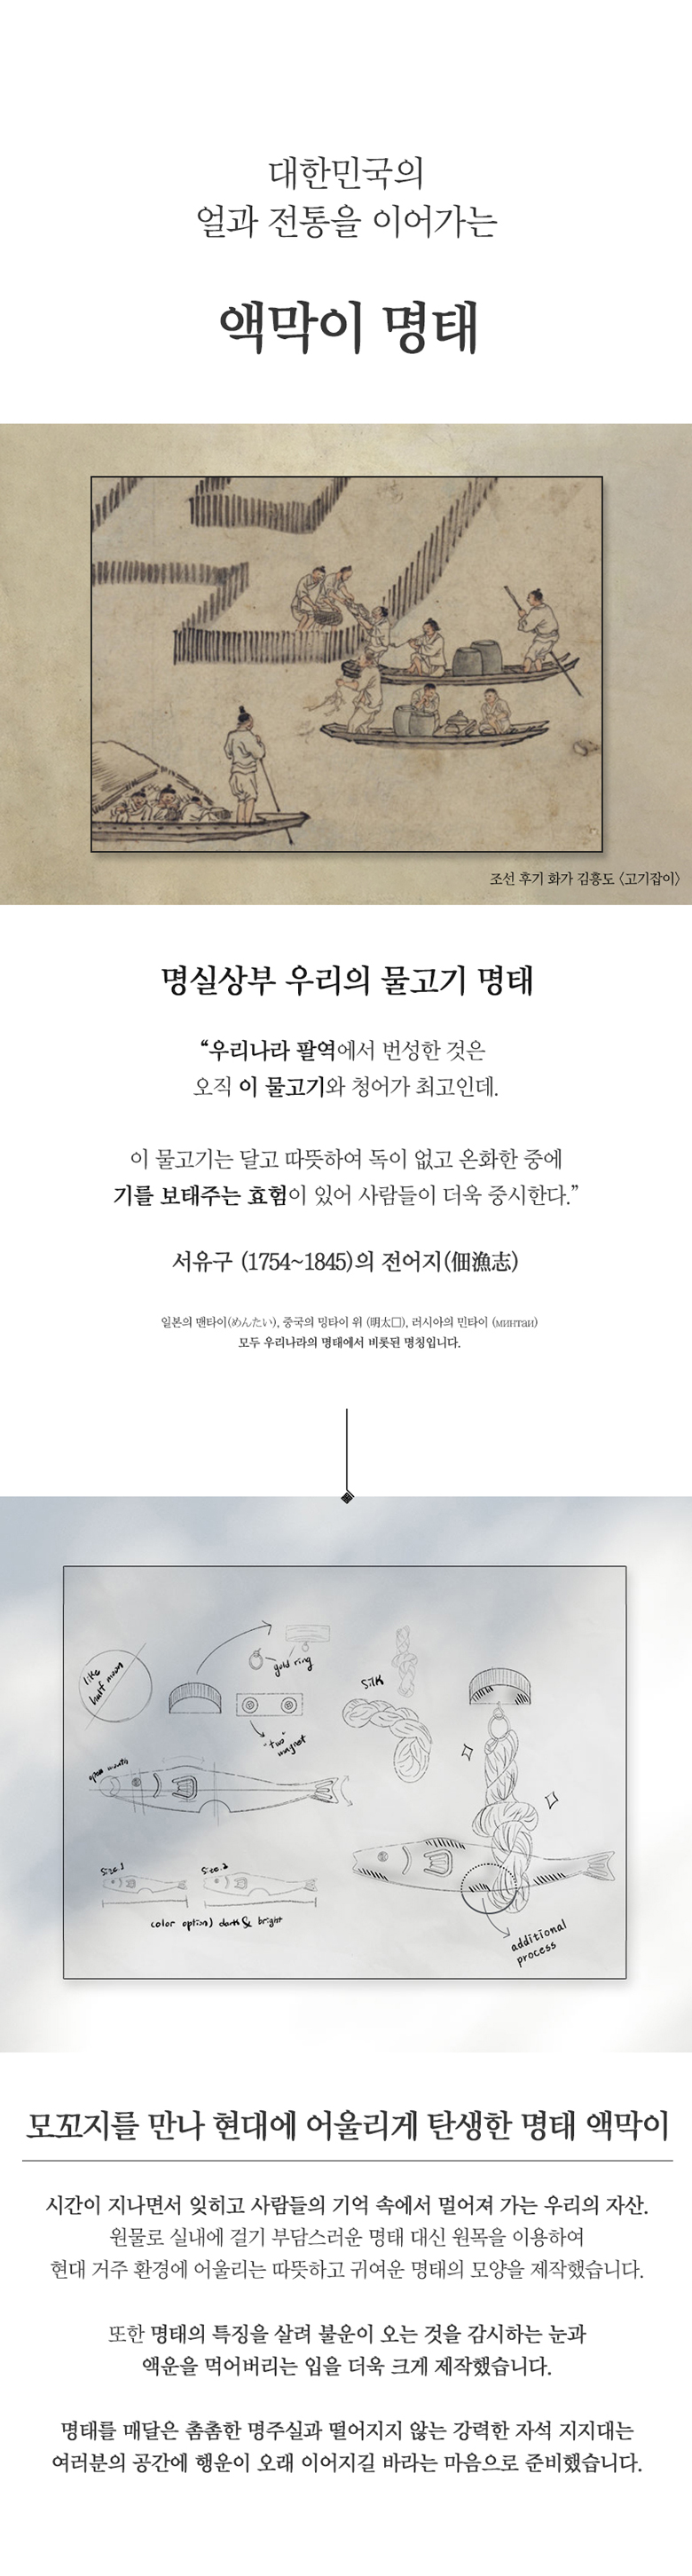 대한민국의
얼과 전통을 이어가는
액막이 명태
조선 후기 화가 김흥도 〈고기잡이〉
명실상부 우리의 물고기 명태
“우리나라 팔역에서 번성한 것은
오직 이 물고기와 청어가 최고인데.
이 물고기는 달고 따뜻하여 독이 없고 온화한 중에
기를 보태주는 효험이 있어 사람들이 더욱 중시한다.”
서유구 (1754~1845)의 전어지(佃漁志)
일본의 맨타이(めんたい), 중국의 밍타이 위 (明太□), 러시아의 민타이 (минтаи)
모두 우리나라의 명태에서 비롯된 명칭입니다.
like
half moon
gold ring
"two"
magnet
SilK
open mouth
Size.1
Size.2
color option) dark & bright
additional
process
모꼬지를 만나 현대에 어울리게 탄생한 명태 액막이
시간이 지나면서 잊히고 사람들의 기억 속에서 멀어져 가는 우리의 자산.
원물로 실내에 걸기 부담스러운 명태 대신 원목을 이용하여
현대 거주 환경에 어울리는 따뜻하고 귀여운 명태의 모양을 제작했습니다.
또한 명태의 특징을 살려 불운이 오는 것을 감시하는 눈과
액운을 먹어버리는 입을 더욱 크게 제작했습니다.
명태를 매달은 촘촘한 명주실과 떨어지지 않는 강력한 자석 지지대는
여러분의 공간에 행운이 오래 이어지길 바라는 마음으로 준비했습니다.